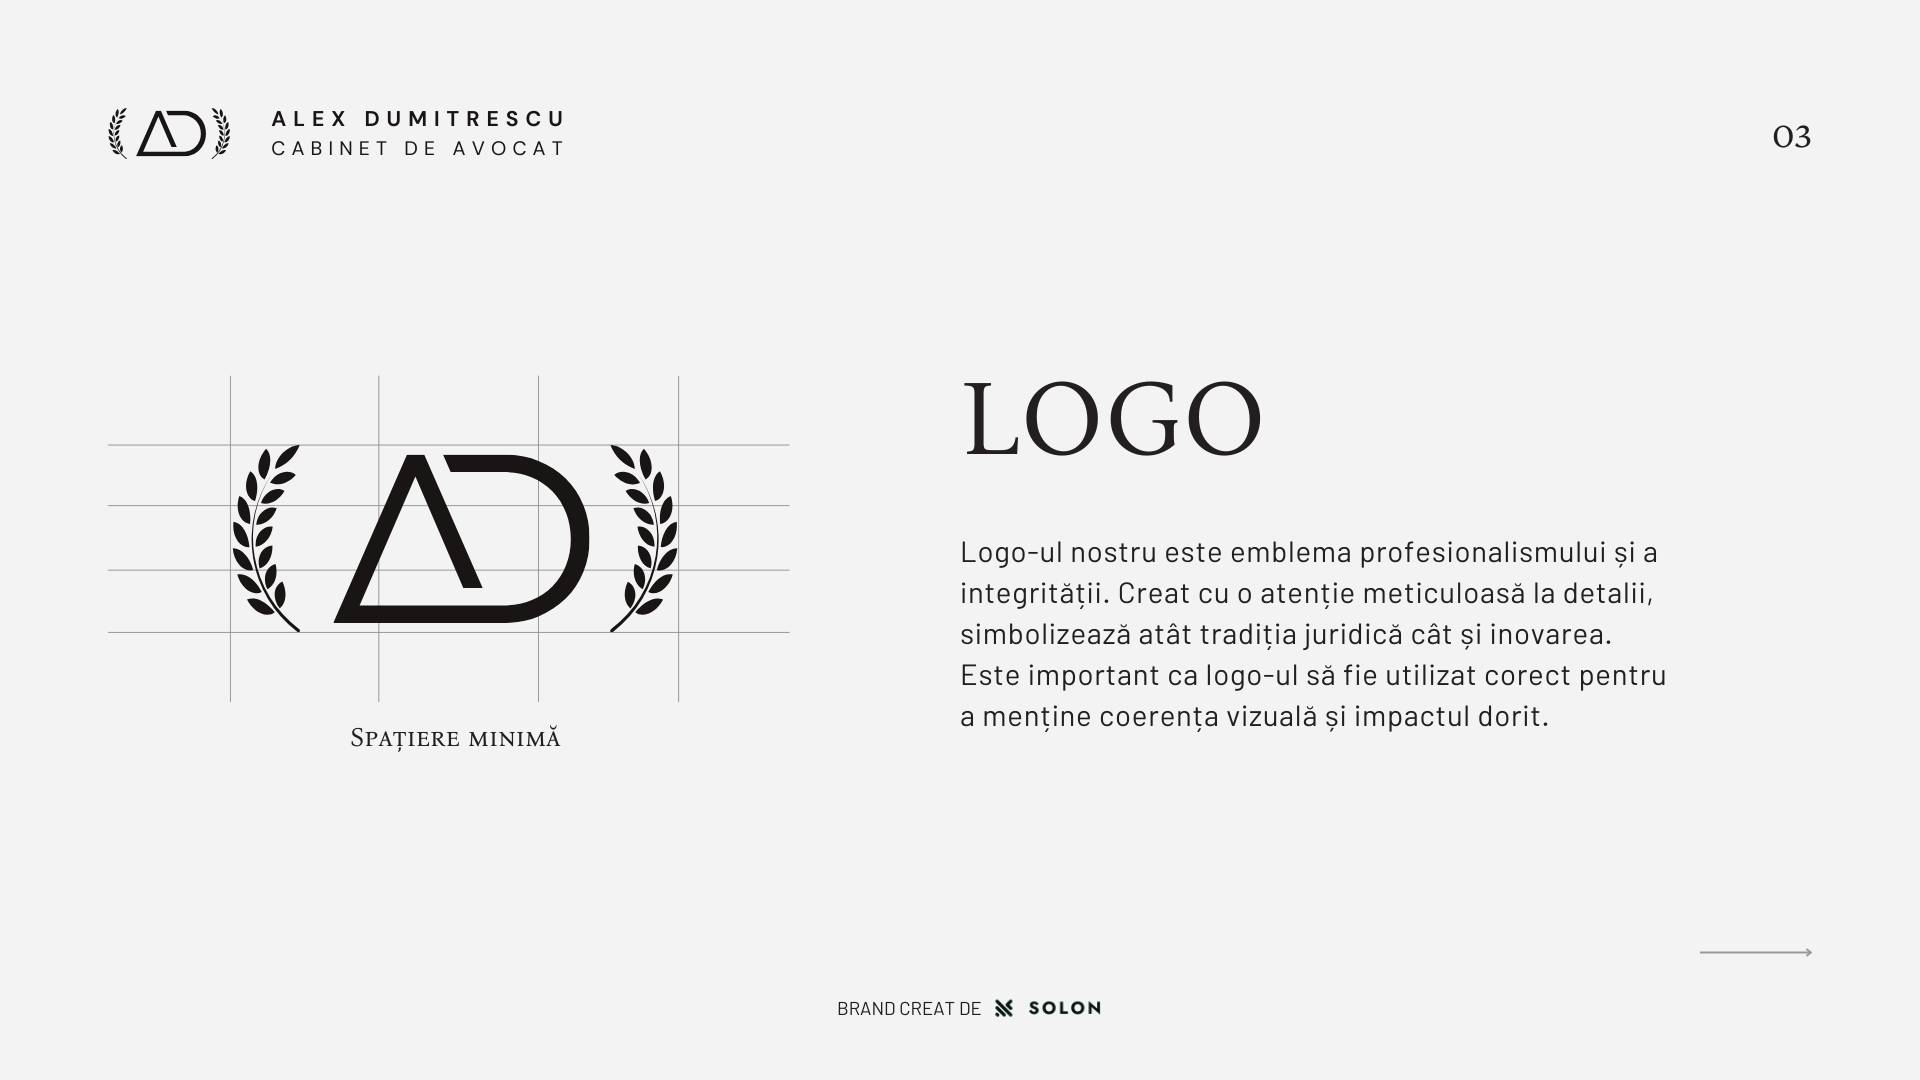 AD
ALEX DUMITRESCU
CABINET DE AVOCAT
03
AD
SPAȚIERE MINIMĂ
LOGO
Logo-ul nostru este emblema profesionalismului și a
integrității. Creat cu o atenție meticuloasă la detalii,
simbolizează atât tradiția juridică cât și inovarea.
Este important ca logo-ul să fie utilizat corect pentru
a menține coerența vizuală și impactul dorit.
BRAND CREAT DE SOLON